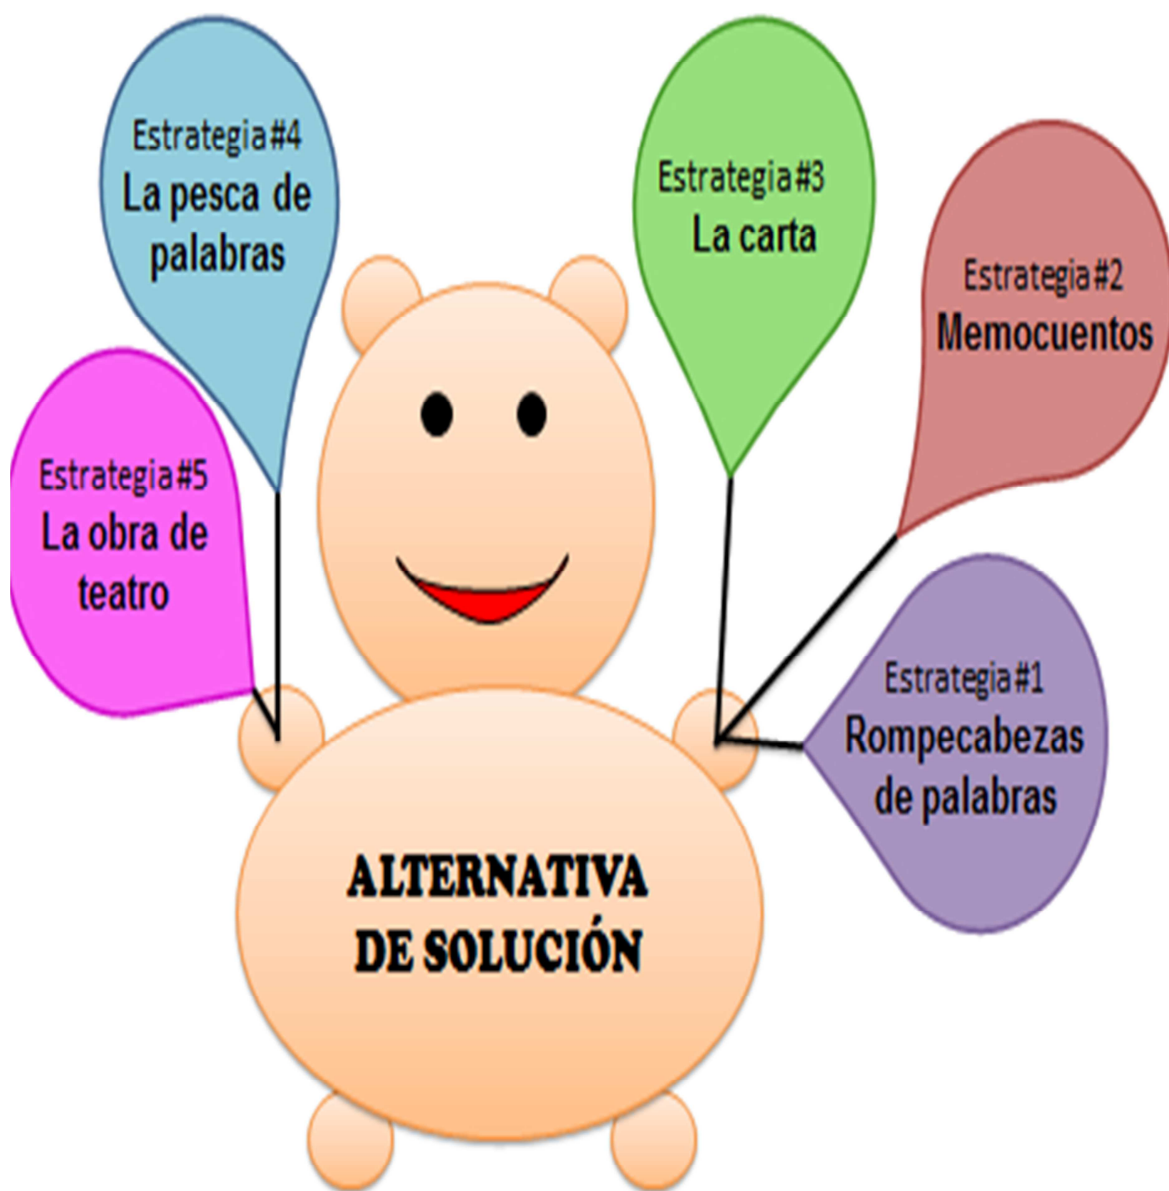 Estrategia #4
La pesca de
palabras
Estrategia #3
La carta
Estrategia #2
Memocuentos
Estrategia #5
La obra de
teatro
Estrategia #1
Rompecabezas
de palabras
ALTERNATIVA
DE SOLUCIÓN